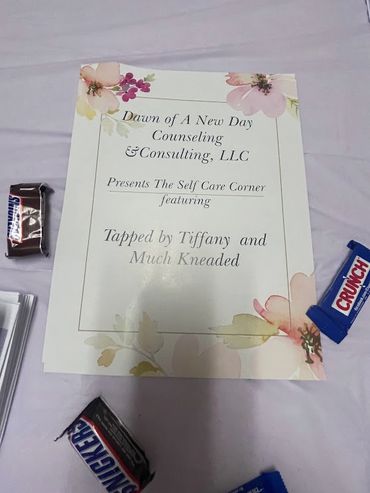 Dawn of A New Day
Counseling
&Consulting, LLC
Presents The Self Care Corner
featuring
Tapped by Tiffany and
Much Kneaded
SNICKERS
CRUNCH
SNICKERS